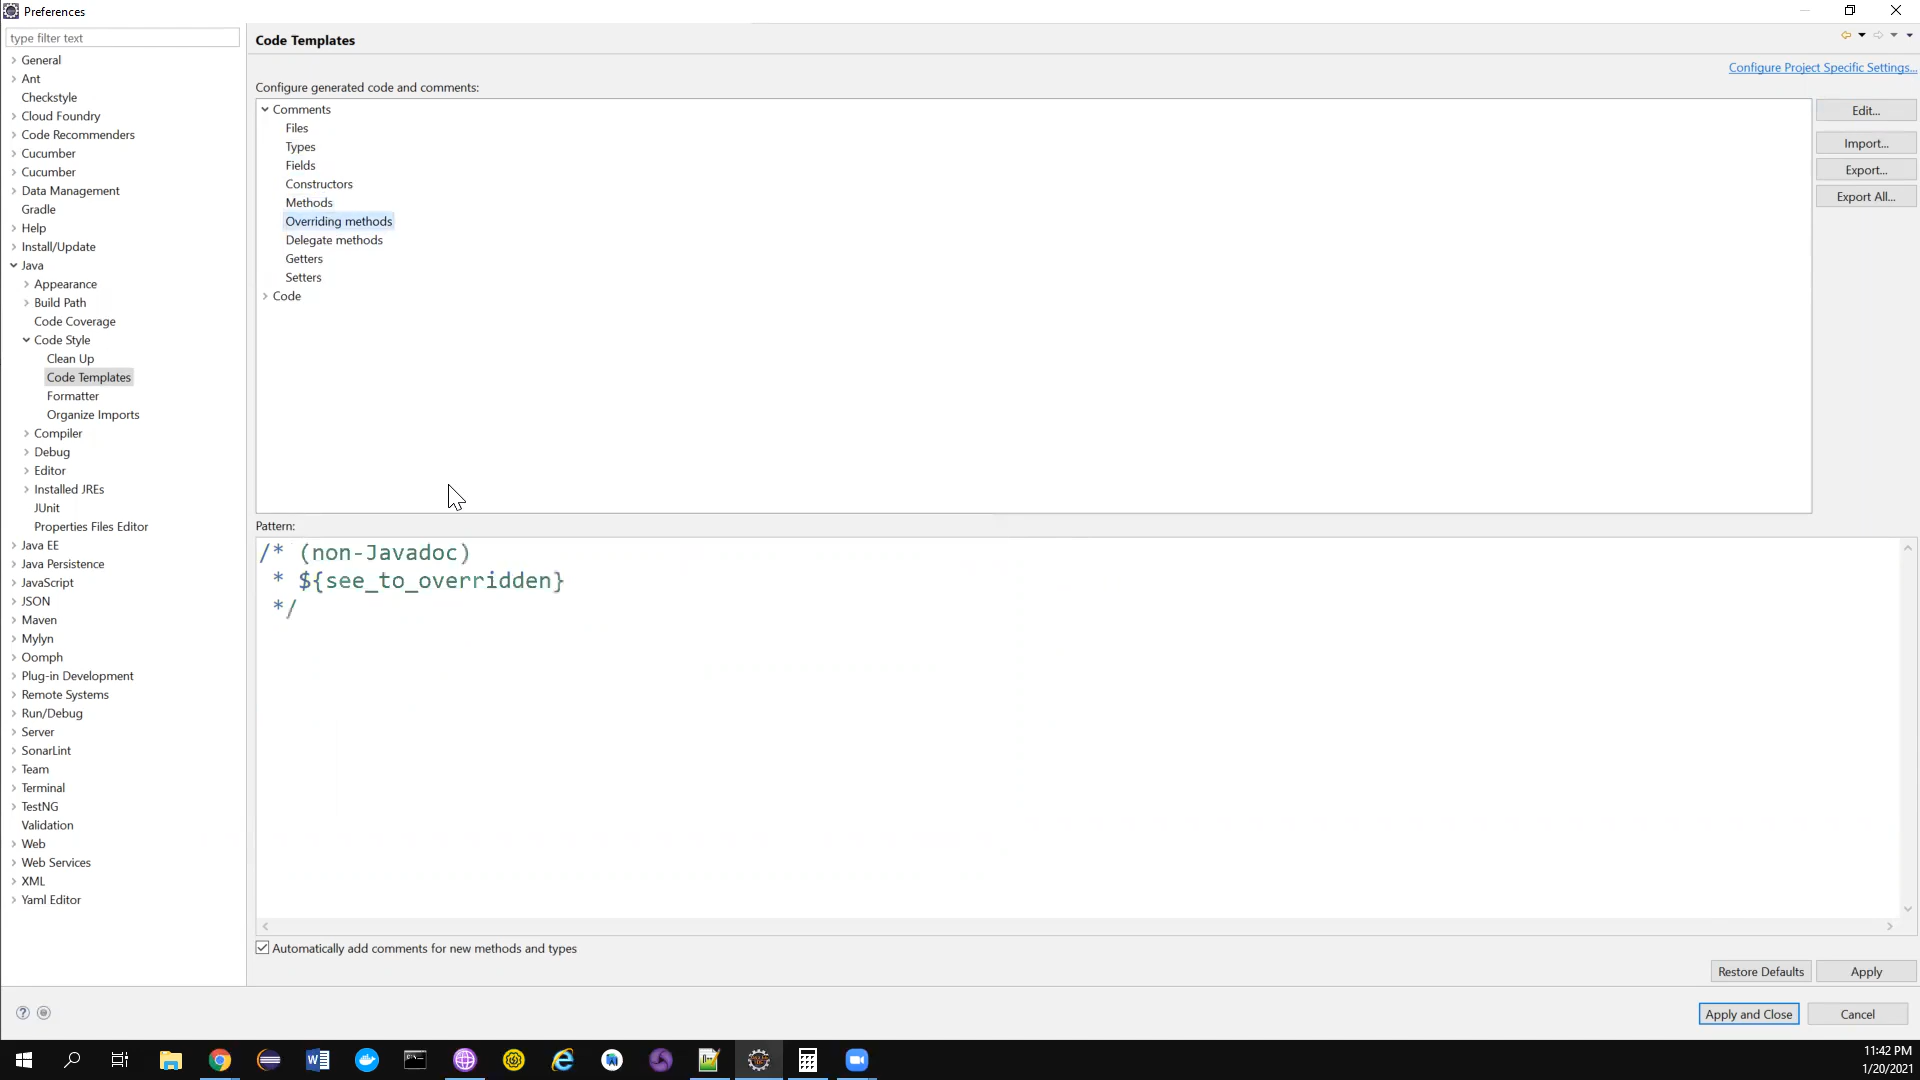 Preferences
type filter text
General
Ant
Checkstyle
Cloud Foundry
Code Recommenders
Cucumber
Cucumber
Data Management
Gradle
Help
Install/Update
Java
Appearance
Build Path
Code Coverage
Code Style
Clean Up
Code Templates
Formatter
Organize Imports
Compiler
Debug
Editor
Installed JREs
JUnit
Properties Files Editor
Java EE
Java Persistence
JavaScript
JSON
Maven
Mylyn
Oomph
Plug-in Development
Remote Systems
Run/Debug
Server
SonarLint
Team
Terminal
TestNG
Validation
Web
Web Services
XML
Yaml Editor
Code Templates
Configure Project Specific Settings...
Configure generated code and comments:
Comments
Files
Types
Fields
Constructors
Methods
Overriding methods
Delegate methods
Getters
Setters
Code
Edit...
Import...
Export...
Export All...
Pattern:
/* (non-Javadoc)
* ${see_to_overridden}
*/
Automatically add comments for new methods and types
Restore Defaults
Apply
Apply and Close
Cancel
11:42 PM
1/20/2021